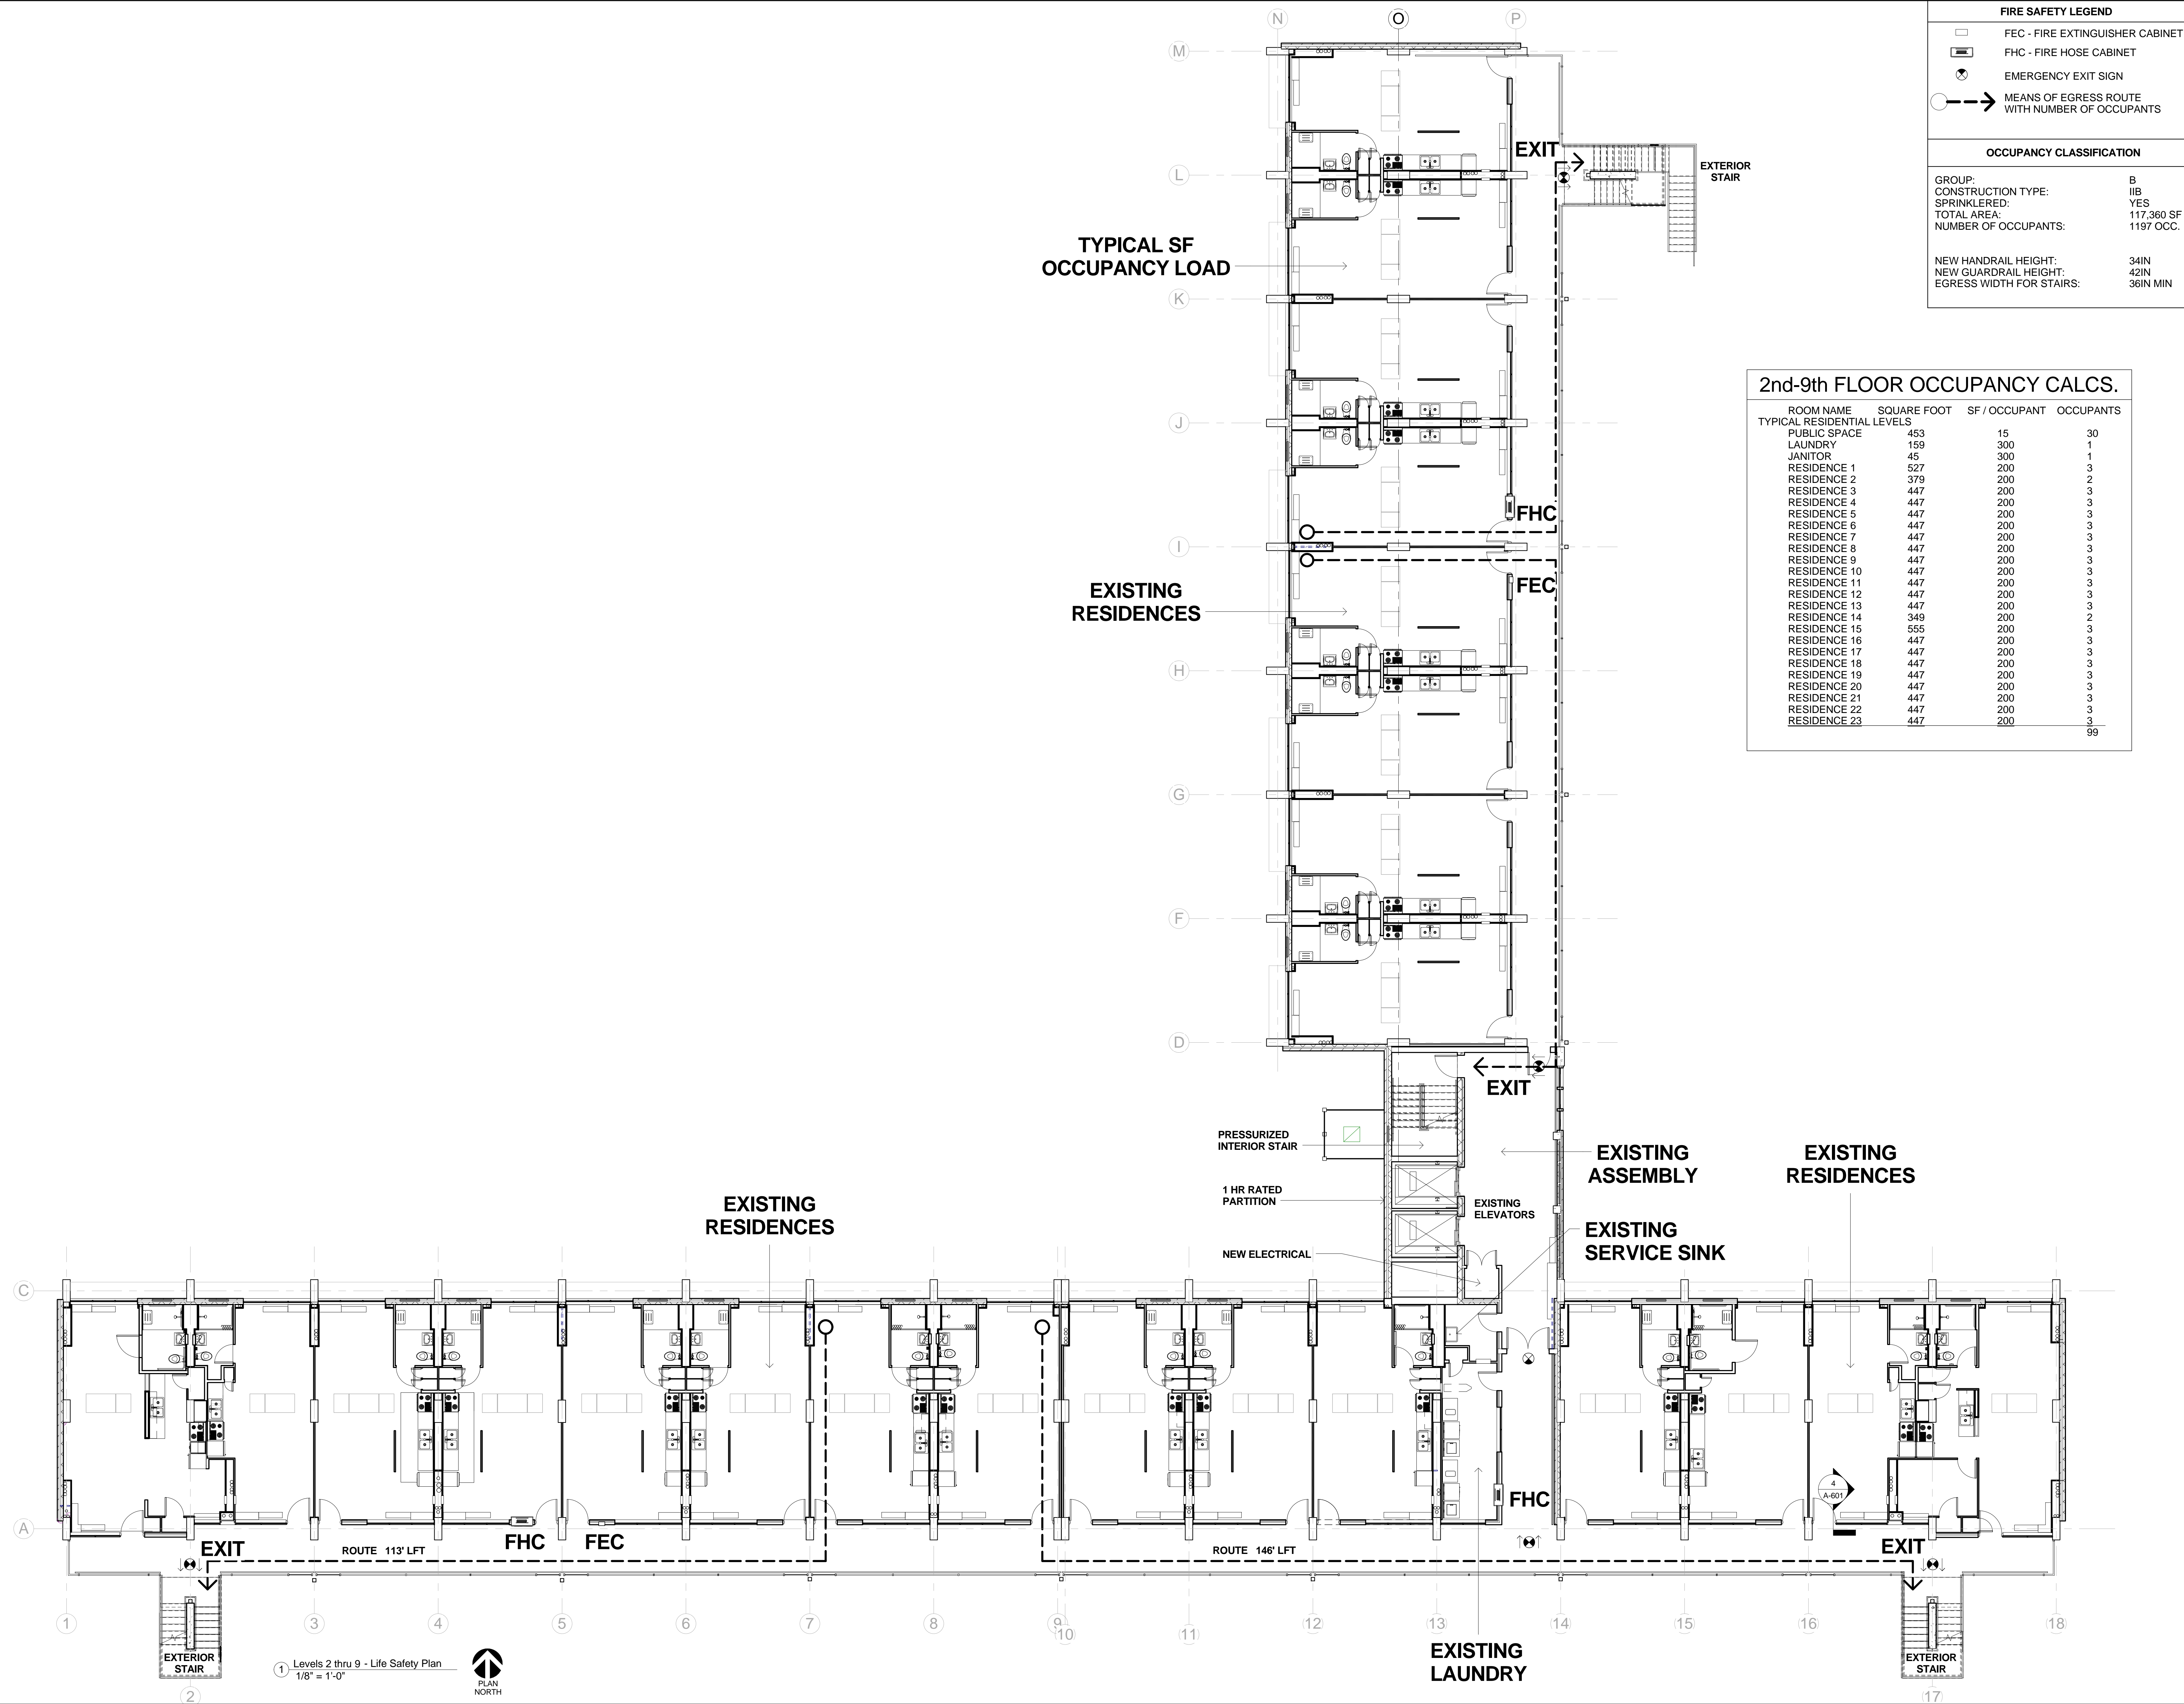 FIRE SAFETY LEGEND
FEC - FIRE EXTINGUISHER CABINET
FHC - FIRE HOSE CABINET
EMERGENCY EXIT SIGN
MEANS OF EGRESS ROUTE
WITH NUMBER OF OCCUPANTS
OCCUPANCY CLASSIFICATION
GROUP: B
CONSTRUCTION TYPE: IIB
SPRINKLERED: YES
TOTAL AREA: 117,360 SF
NUMBER OF OCCUPANTS: 1197 OCC.
NEW HANDRAIL HEIGHT: 34IN
NEW GUARDRAIL HEIGHT: 42IN
EGRESS WIDTH FOR STAIRS: 36IN MIN
2nd-9th FLOOR OCCUPANCY CALCS.
ROOM NAME SQUARE FOOT SF / OCCUPANT OCCUPANTS
TYPICAL RESIDENTIAL LEVELS
PUBLIC SPACE 453 15 30
LAUNDRY 159 300 1
JANITOR 45 300 1
RESIDENCE 1 527 200 3
RESIDENCE 2 379 200 2
RESIDENCE 3 447 200 3
RESIDENCE 4 447 200 3
RESIDENCE 5 447 200 3
RESIDENCE 6 447 200 3
RESIDENCE 7 447 200 3
RESIDENCE 8 447 200 3
RESIDENCE 9 447 200 3
RESIDENCE 10 447 200 3
RESIDENCE 11 447 200 3
RESIDENCE 12 447 200 3
RESIDENCE 13 447 200 3
RESIDENCE 14 349 200 2
RESIDENCE 15 555 200 3
RESIDENCE 16 447 200 3
RESIDENCE 17 447 200 3
RESIDENCE 18 447 200 3
RESIDENCE 19 447 200 3
RESIDENCE 20 447 200 3
RESIDENCE 21 447 200 3
RESIDENCE 22 447 200 3
RESIDENCE 23 447 200 3
99
N O P
M
L
K
J
I
H
G
F
D
EXIT
EXTERIOR
STAIR
TYPICAL SF
OCCUPANCY LOAD
FHC
FEC
EXISTING
RESIDENCES
EXIT
PRESSURIZED
INTERIOR STAIR
EXISTING
ASSEMBLY
EXISTING
RESIDENCES
1 HR RATED
PARTITION
EXISTING
ELEVATORS
EXISTING
RESIDENCES
EXISTING
SERVICE SINK
NEW ELECTRICAL
C
A
4
A-601
FHC
FHC
FEC
EXIT
ROUTE 113' LFT
ROUTE 146' LFT
EXIT
1 3 4 5 6 7 8 9 10 11 12 13 14 15 16 18
2 17
EXTERIOR
STAIR
EXTERIOR
STAIR
EXISTING
LAUNDRY
1 Levels 2 thru 9 - Life Safety Plan
1/8" = 1'-0"
PLAN
NORTH